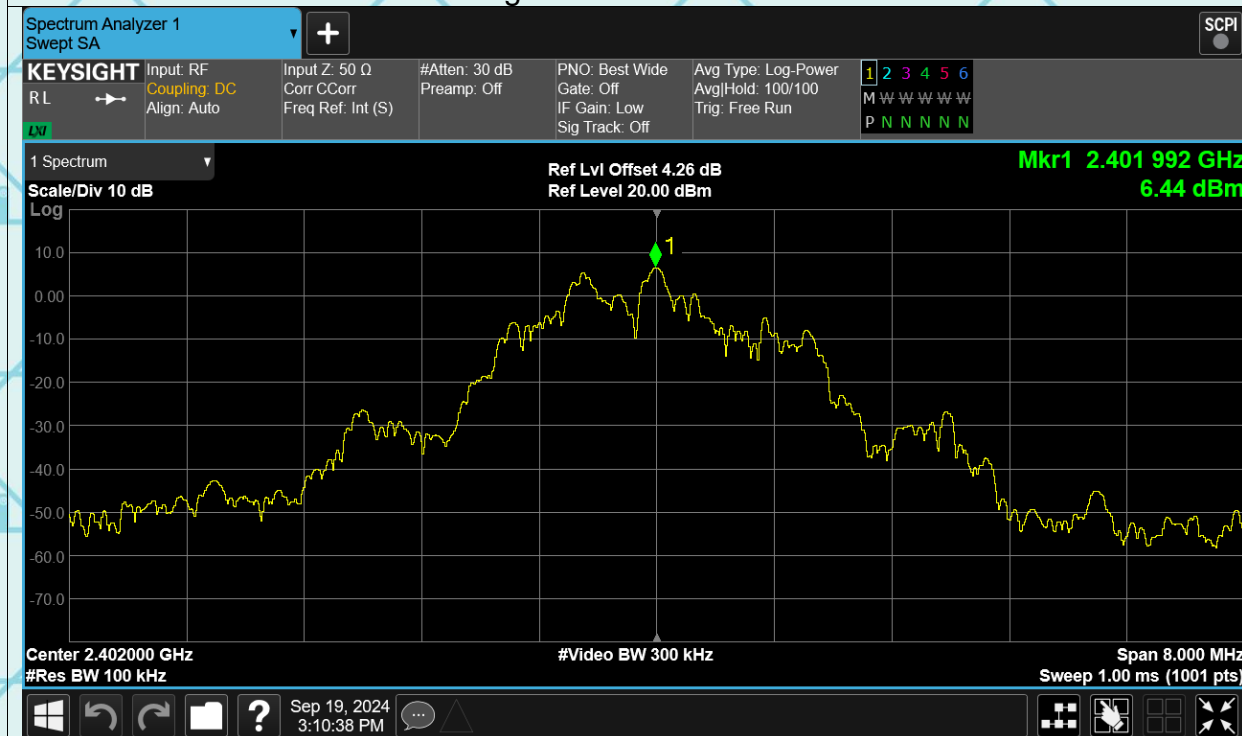 Spectrum Analyzer 1
Swept SA
+
SCPI
KEYSIGHT
RL
LXI
Input: RF
Coupling: DC
Align: Auto
Input Z: 50 Ω
Corr CCorr
Freq Ref: Int (S)
#Atten: 30 dB
Preamp: Off
PNO: Best Wide
Gate: Off
IF Gain: Low
Sig Track: Off
Avg Type: Log-Power
Avg|Hold: 100/100
Trig: Free Run
1 2 3 4 5 6
M W W W W W W
P N N N N N N
1 Spectrum
Scale/Div 10 dB
Ref Lvl Offset 4.26 dB
Ref Level 20.00 dBm
Mkr1 2.401 992 GHz
6.44 dBm
Log
1
10.0
0.00
-10.0
-20.0
-30.0
-40.0
-50.0
-60.0
-70.0
Center 2.402000 GHz
#Video BW 300 kHz
Span 8.000 MHz
#Res BW 100 kHz
Sweep 1.00 ms (1001 pts)
?
Sep 19, 2024
3:10:38 PM